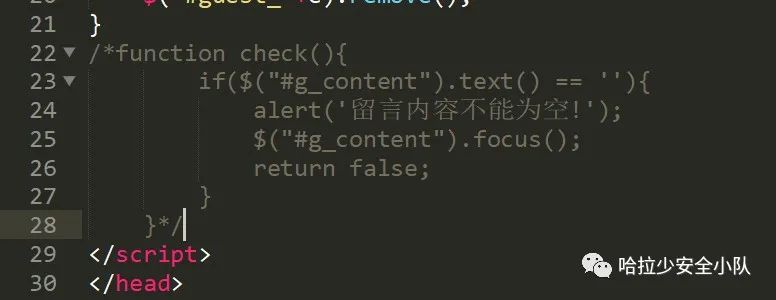 20 $("#guest_"+c).remove();
21 }
22 /*function check(){
23 if($("#g_content").text() == ''){
24 alert('留言内容不能为空!');
25 $("#g_content").focus();
26 return false;
27 }
28 }*/
29 </script>
30 </head>
哈拉少安全小队